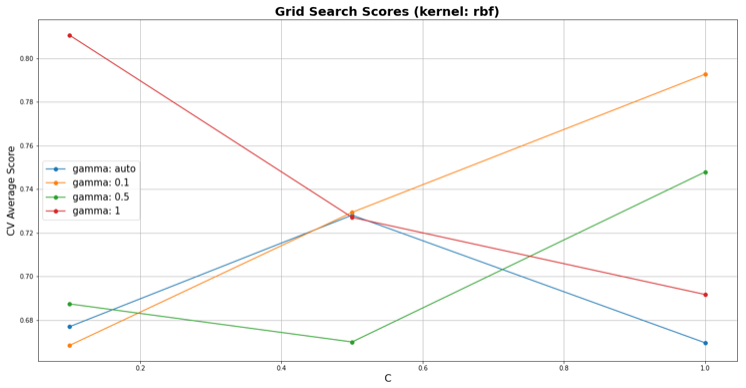 Grid Search Scores (kernel: rbf)
CV Average Score
0.80
0.78
0.76
0.74
0.72
0.70
0.68
gamma: auto
gamma: 0.1
gamma: 0.5
gamma: 1
0.2
0.4
0.6
0.8
1.0
C